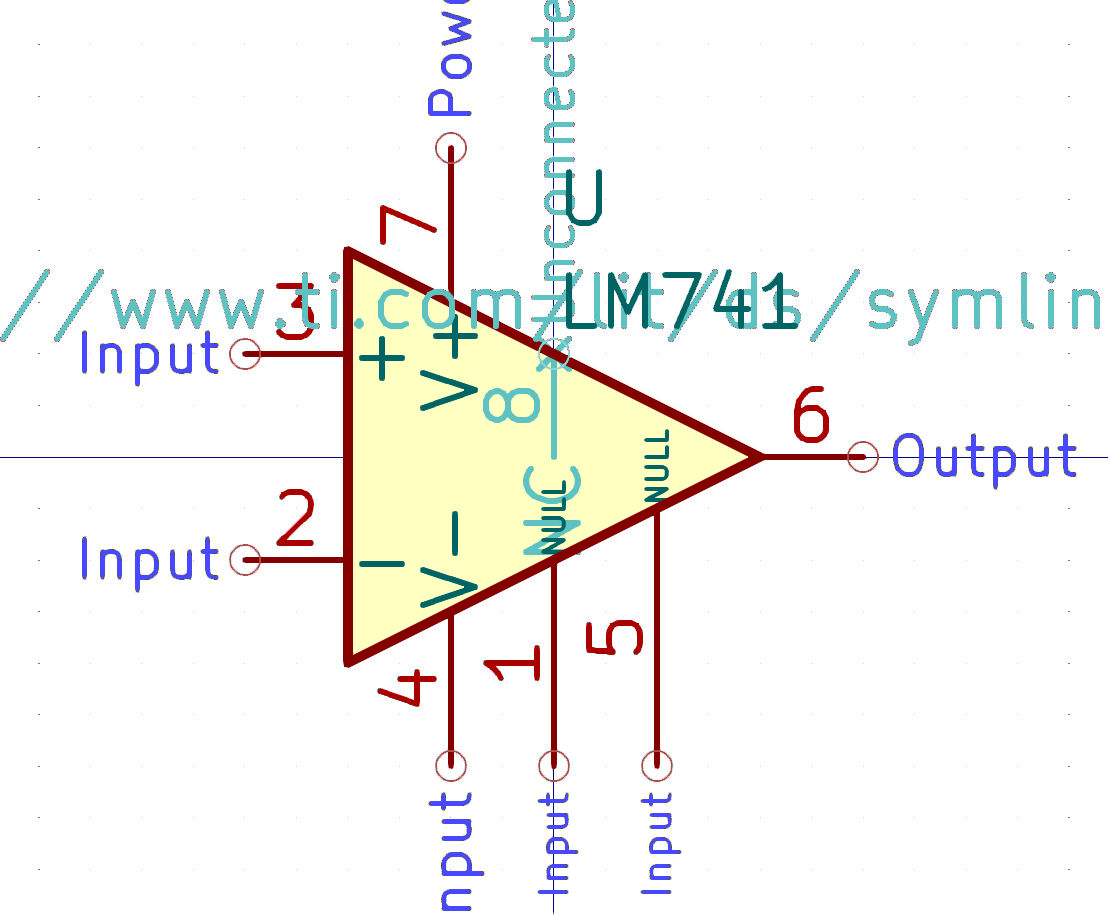 Powe
Unconnecte
U
7
//www.ti.com/lit/ds/symlin
LM741
3
Input
+
V+
8
6
Output
NULL
NC
NULL
2
Input
−
V−
4
1
5
nput
Input
Input